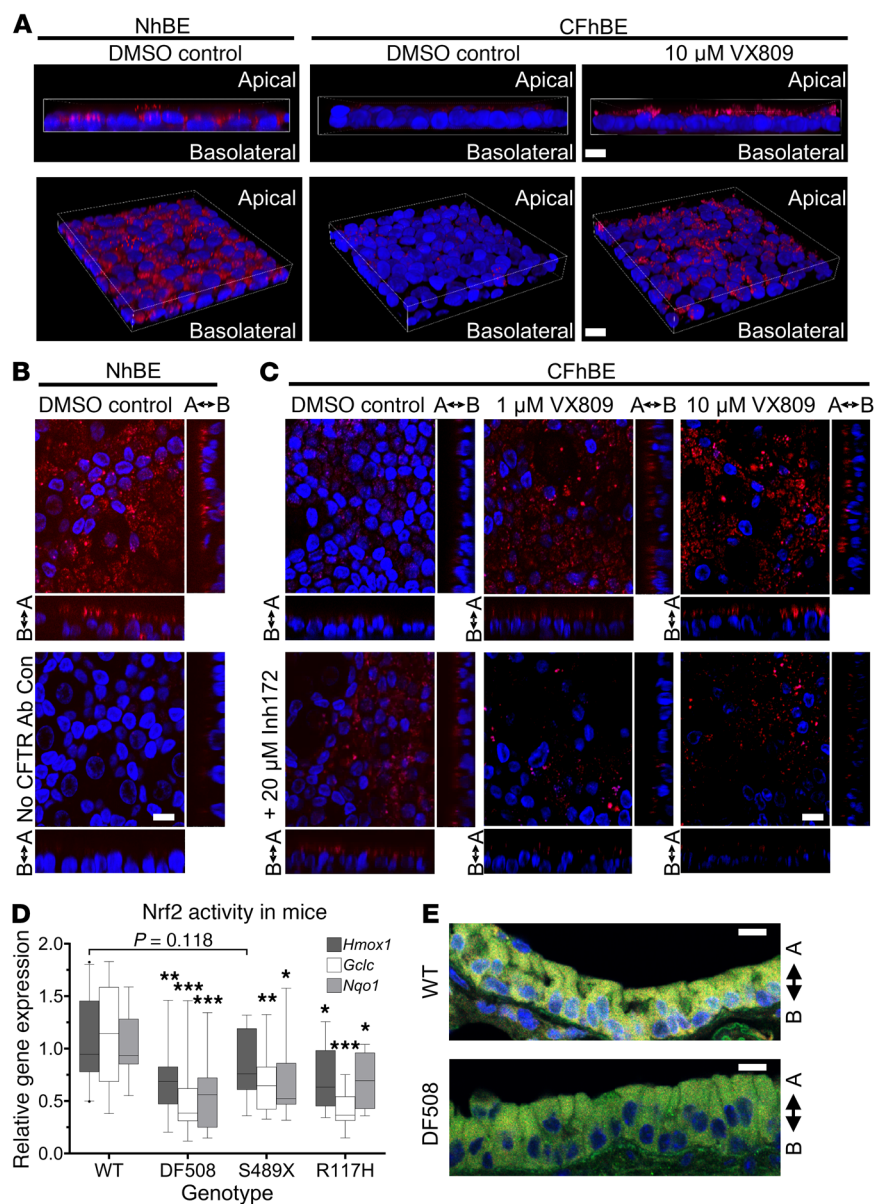 A
NhBE
CFhBE
DMSO control
DMSO control
10 µM VX809
Apical
Apical
Apical
Basolateral
Basolateral
Basolateral
Apical
Apical
Apical
Basolateral
Basolateral
Basolateral
B
NhBE
DMSO control
A↔B
B↔A
No CFTR Ab Con
B↔A
C
CFhBE
DMSO control
A↔B
1 µM VX809
A↔B
10 µM VX809
A↔B
B↔A
B↔A
B↔A
+ 20 µM Inh172
B↔A
B↔A
B↔A
D
Nrf2 activity in mice
P = 0.118
Hmox1
Gclc
Nqo1
** *** ***
** *
* *** *
Relative gene expression
2.0
1.5
1.0
0.5
0.0
WT
DF508
S489X
R117H
Genotype
E
WT
A
B
DF508
A
B